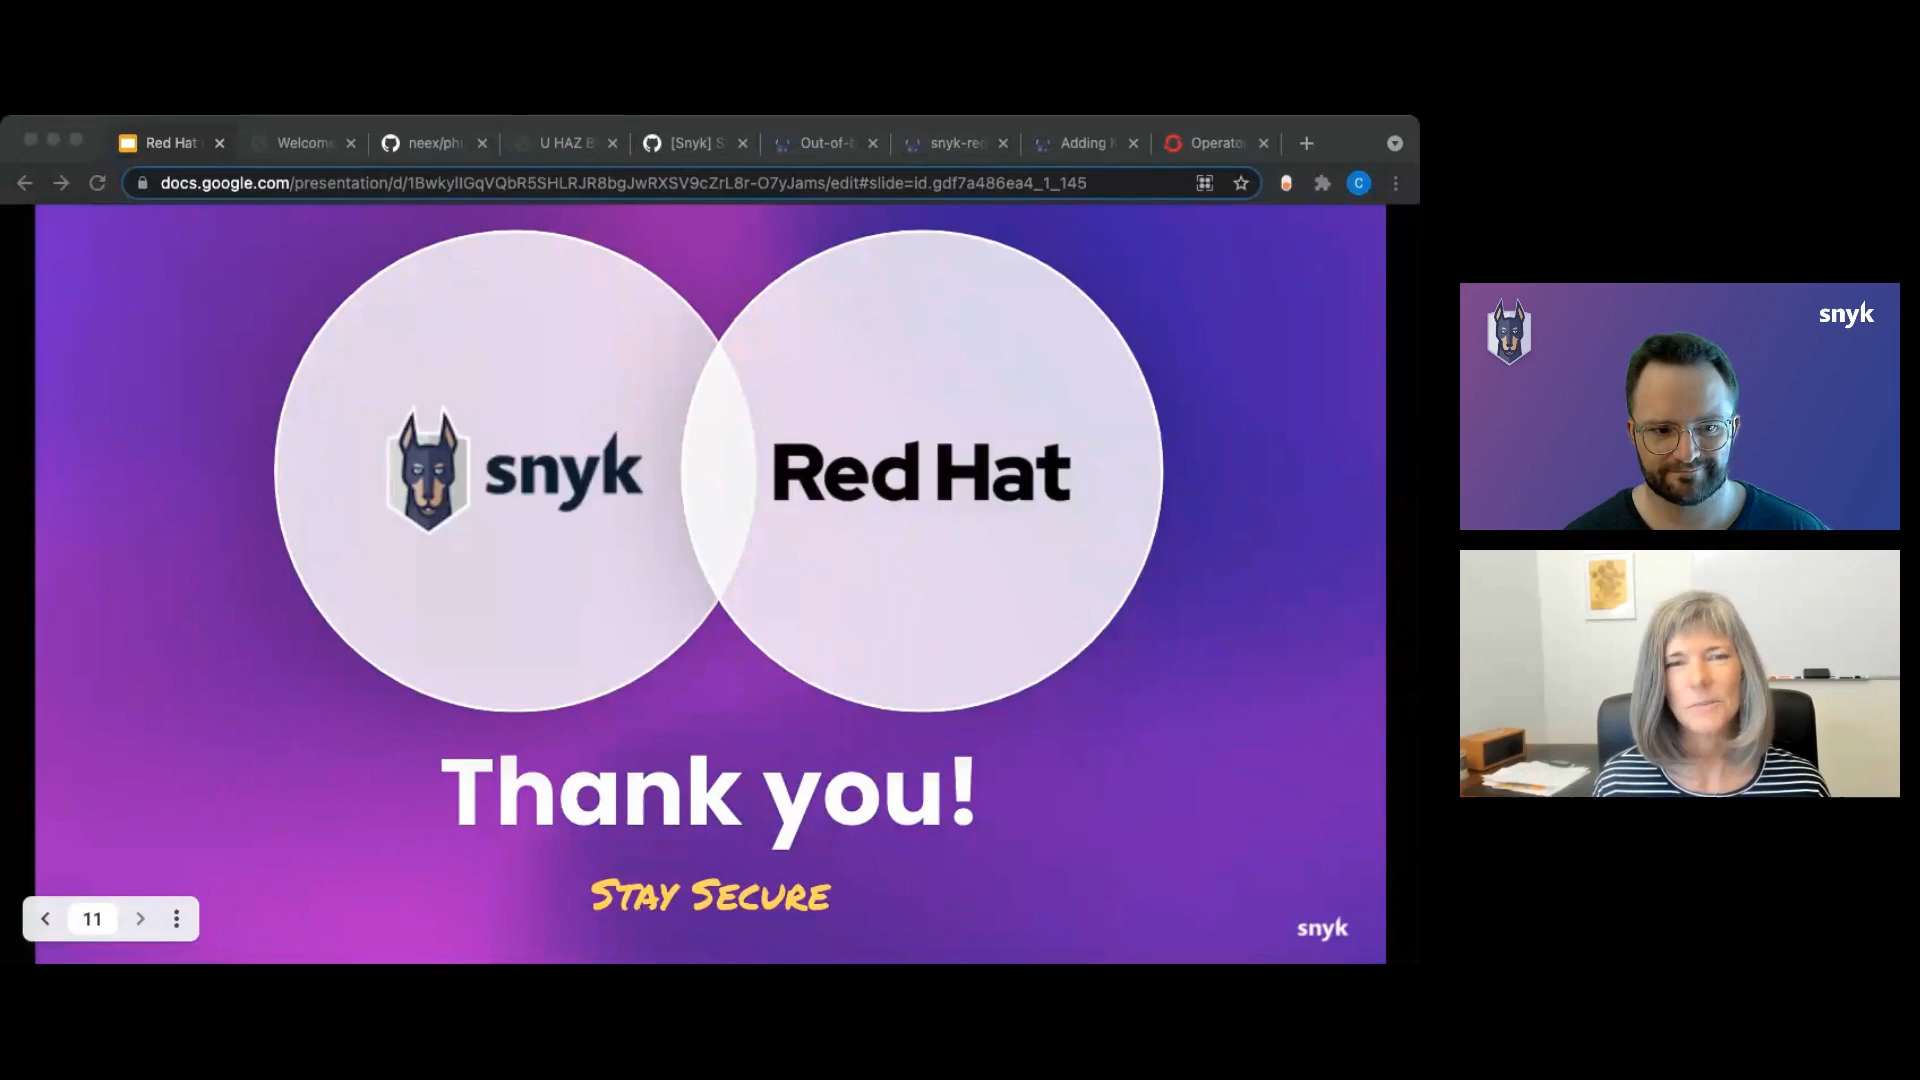 Red Hat
Welcome
neex/ph
U HAZ B
[Snyk] S
Out-of-b
snyk-re
Adding K
Operato
docs.google.com/presentation/d/1BwkylIGqVQbR5SHLRJR8bgJwRXSV9cZrL8r-O7yJams/edit#slide=id.gdf7a486ea4_1_145
C
snyk
Red Hat
Thank you!
STAY SECURE
11
snyk
snyk